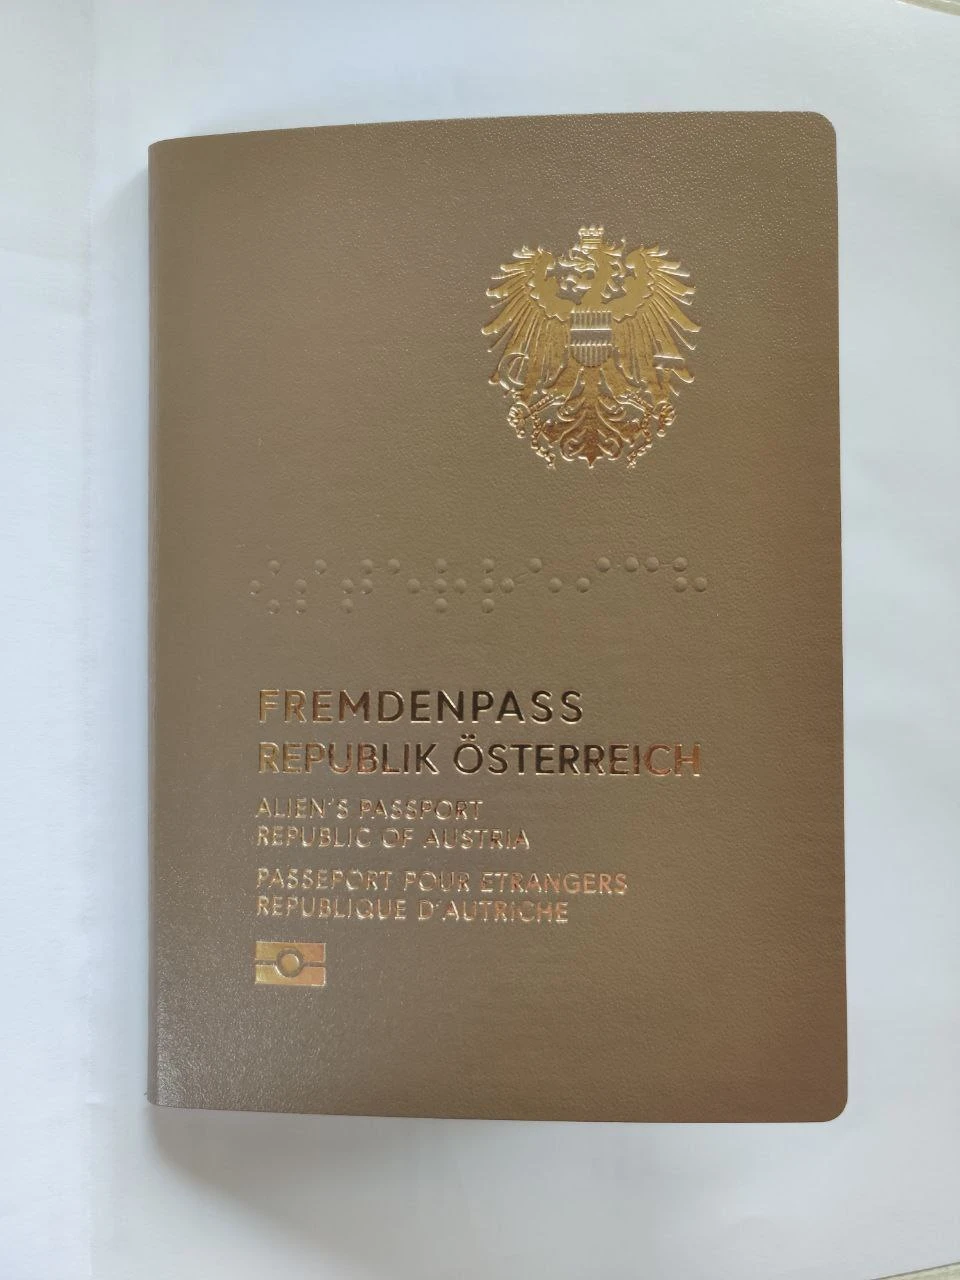 FREMDENPASS
REPUBLIK ÖSTERREICH
ALIEN'S PASSPORT
REPUBLIC OF AUSTRIA
PASSEPORT POUR ETRANGERS
REPUBLIQUE D'AUTRICHE